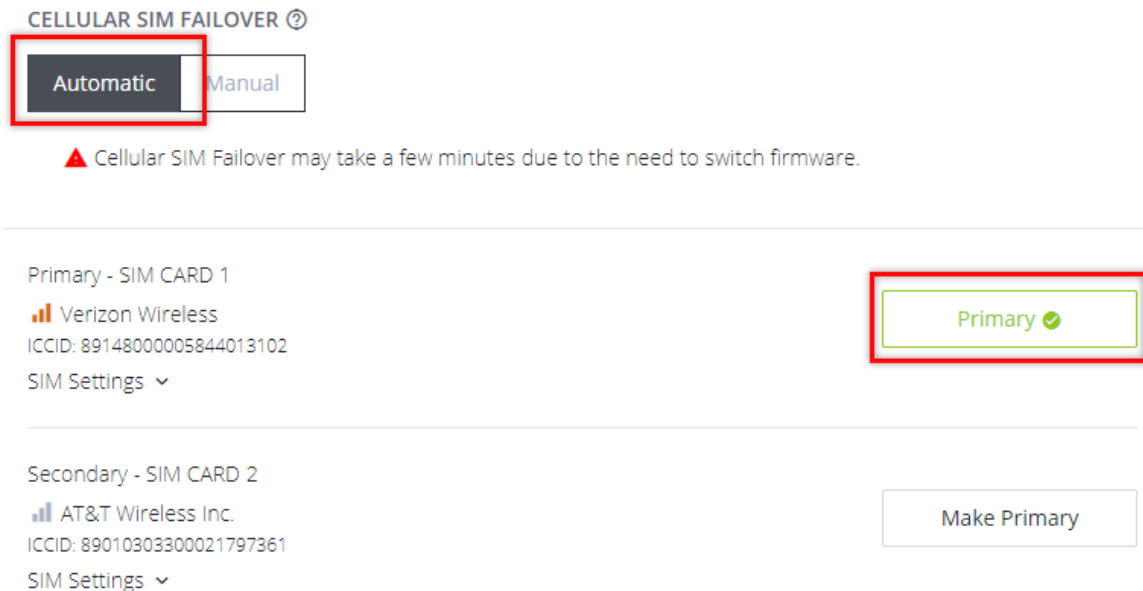 CELLULAR SIM FAILOVER
Automatic Manual
Cellular SIM Failover may take a few minutes due to the need to switch firmware.
Primary - SIM CARD 1
Verizon Wireless
Primary
ICCID: 89148000005844013102
SIM Settings
Secondary - SIM CARD 2
AT&T Wireless Inc.
Make Primary
ICCID: 89010303300021797361
SIM Settings